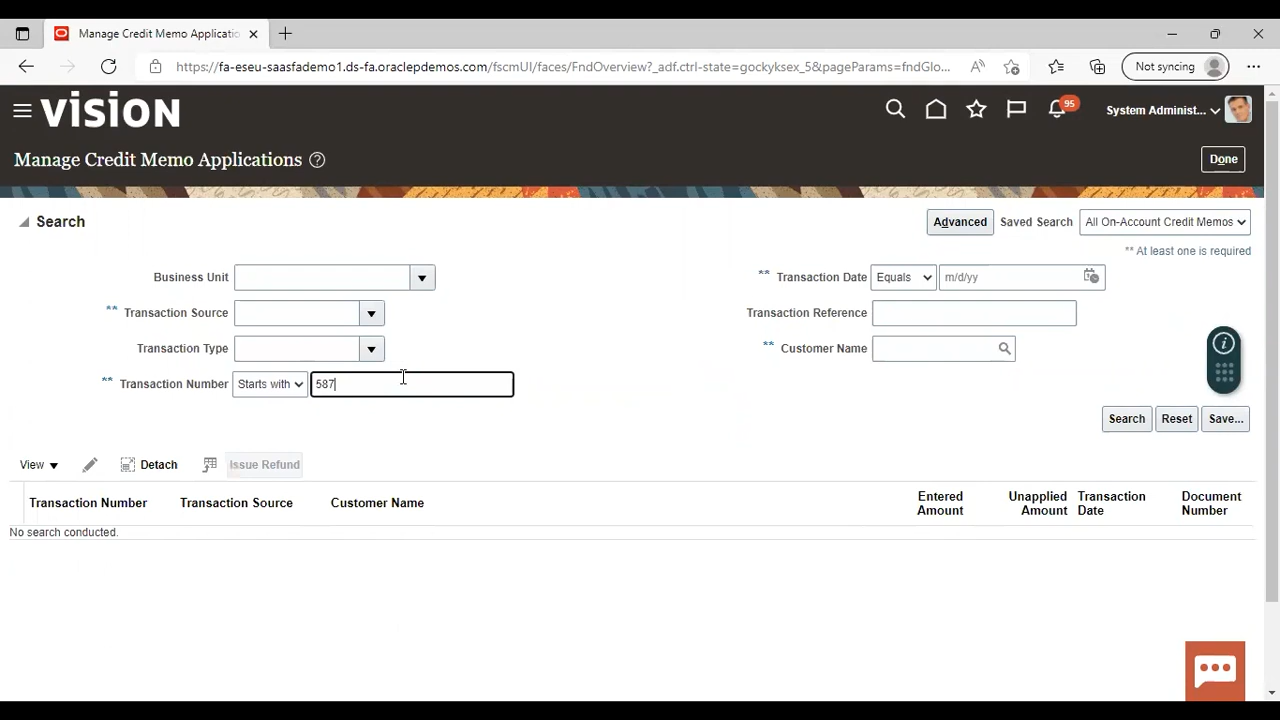 Manage Credit Memo Applicatio
https://fa-eseu-saasfademo1.ds-fa.oraclepdemos.com/fscmUI/faces/FndOverview?_adf.ctrl-state=gockyksex_5&pageParams=fndGlo...
Not syncing
VISION
95
System Administ...
Manage Credit Memo Applications
Done
Search
Advanced
Saved Search
All On-Account Credit Memos
** At least one is required
Business Unit
** Transaction Date
Equals
m/d/yy
** Transaction Source
Transaction Reference
Transaction Type
** Customer Name
** Transaction Number
Starts with
587
Search
Reset
Save...
View
Detach
Issue Refund
Transaction Number
Transaction Source
Customer Name
Entered Amount
Unapplied Amount
Transaction Date
Document Number
No search conducted.